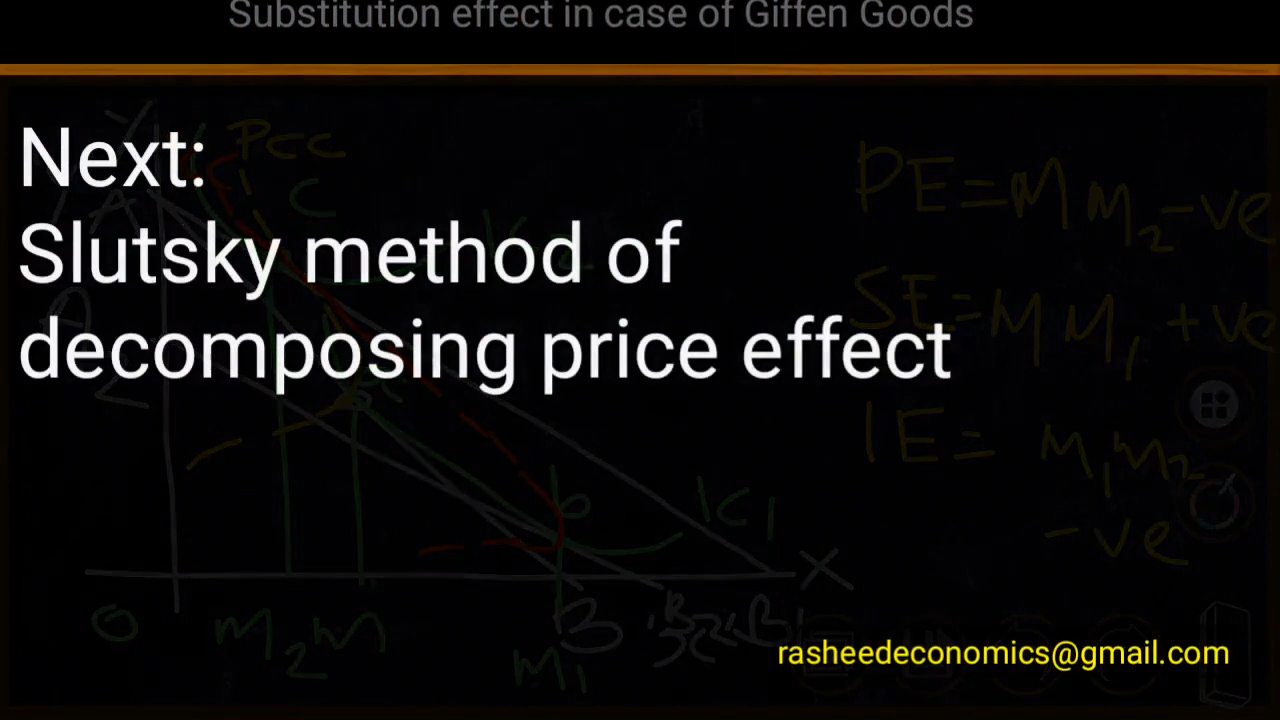 Substitution effect in case of Giffen Goods
Next:
Slutsky method of
decomposing price effect
Y
PCC
C
A
PE=MM2-ve
SE=MM1+ve
IE= M1M2
-ve
b
IC1
X
O
M2 M
B
M1
rasheedeconomics@gmail.com